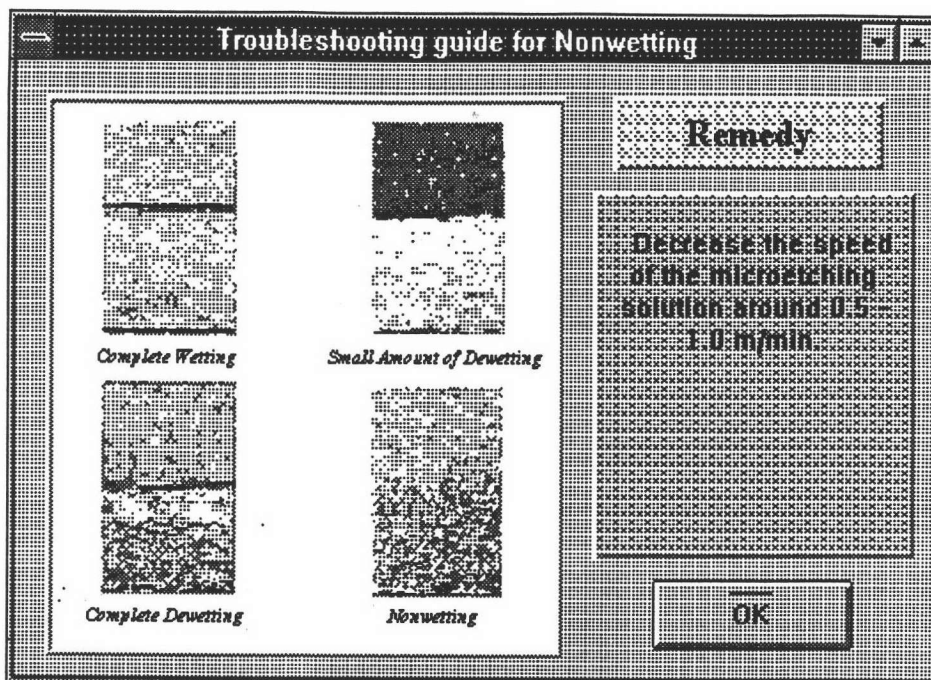 Troubleshooting guide for Nonwetting
Complete Wetting
Small Amount of Dewetting
Complete Dewetting
Nonwetting
Remedy
Decrease the speed
of the microetching
solution around 0.5 -
1.0 m/min.
OK